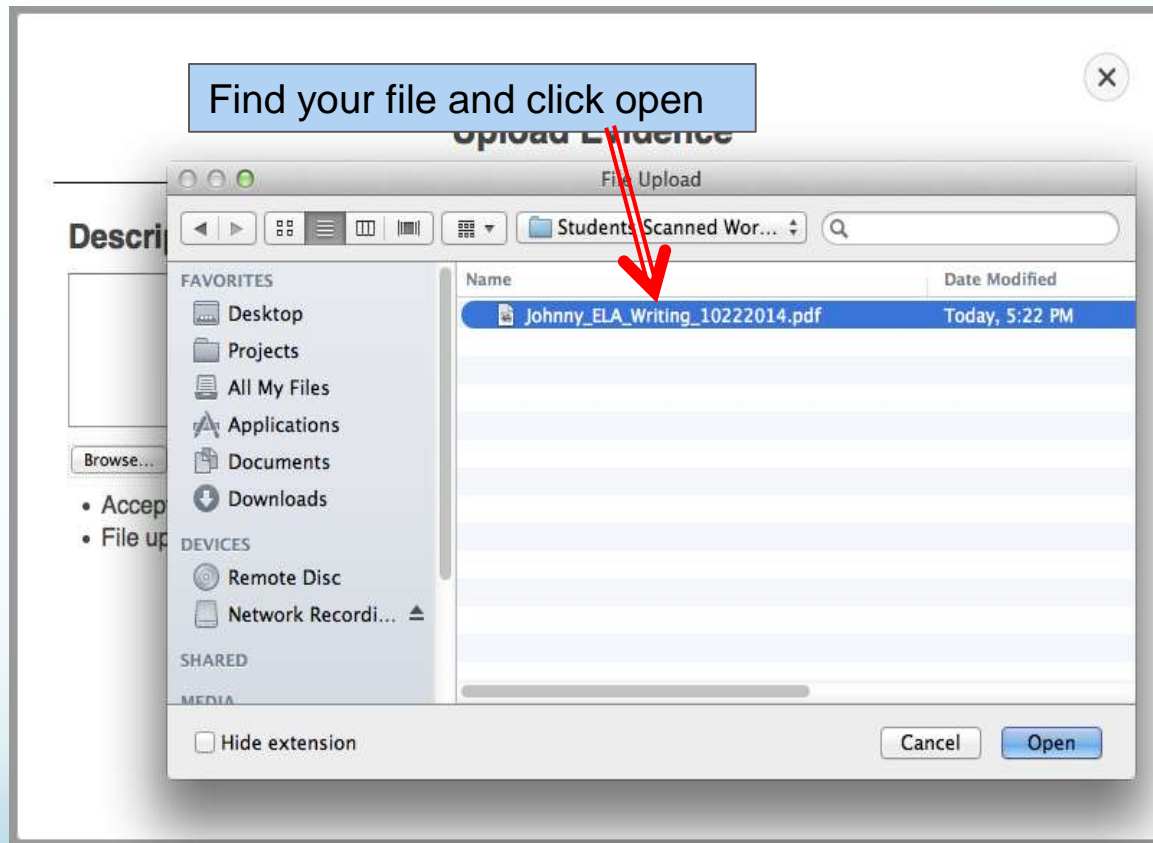 Find your file and click open
Upload Evidence
File Upload
Students Scanned Wor...
Descri
FAVORITES
Desktop
Projects
All My Files
Applications
Documents
Downloads
DEVICES
Remote Disc
Network Recordi...
SHARED
MEDIA
Name
Date Modified
Johnny_ELA_Writing_10222014.pdf
Today, 5:22 PM
Browse...
• Accep
• File up
Hide extension
Cancel
Open